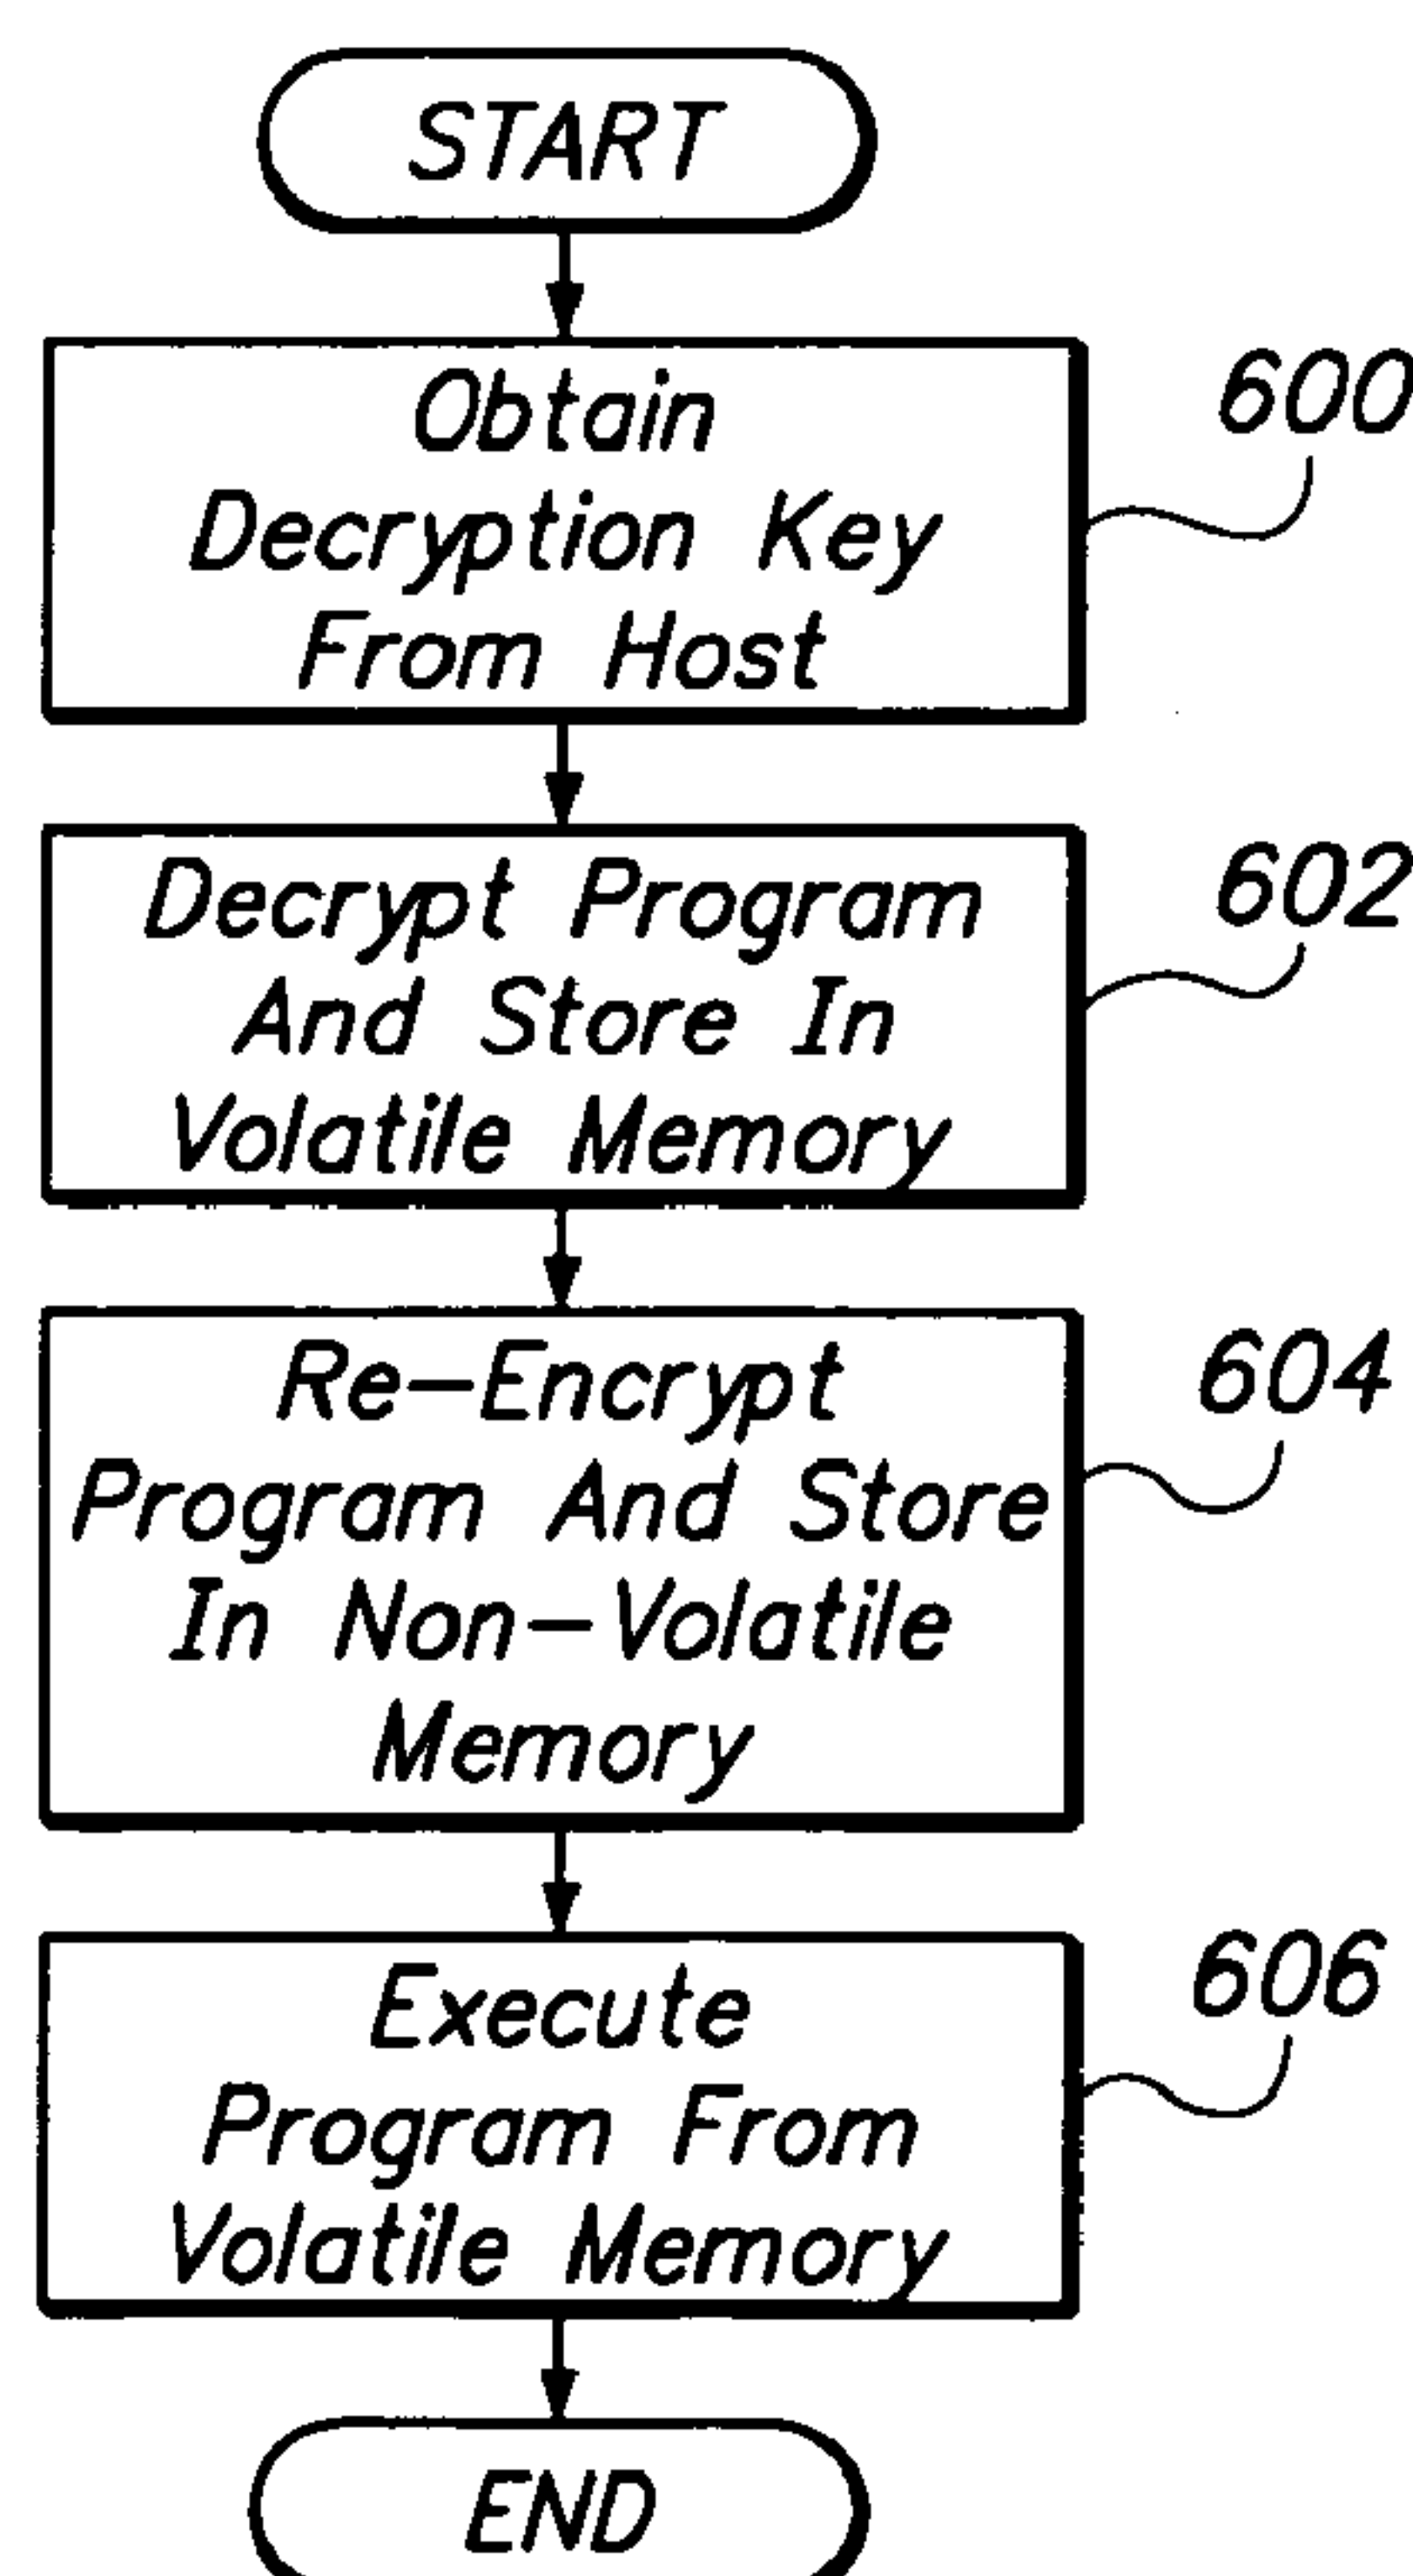 START
Obtain
Decryption Key
From Host
600
Decrypt Program
And Store In
Volatile Memory
602
Re-Encrypt
Program And Store
In Non-Volatile
Memory
604
Execute
Program From
Volatile Memory
606
END